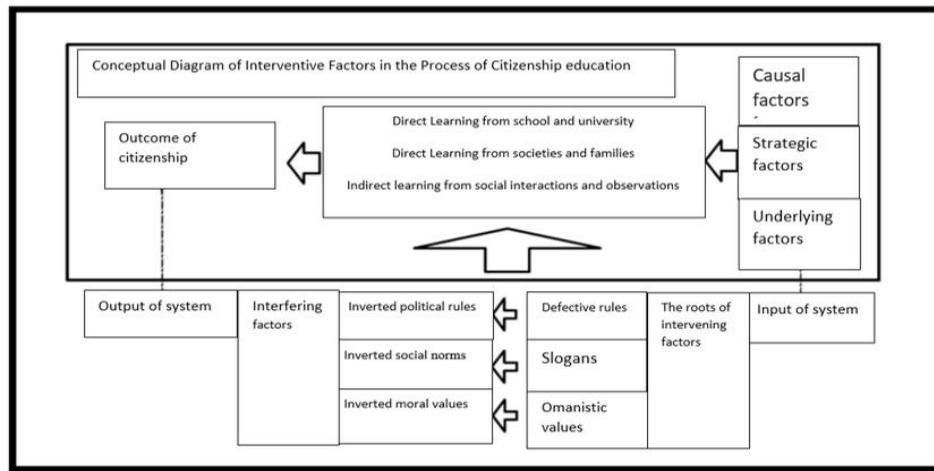 Conceptual Diagram of Interventive Factors in the Process of Citizenship education
Causal
factors
Direct Learning from school and university
Direct Learning from societies and families
Indirect learning from social interactions and observations
Outcome of
citizenship
Strategic
factors
Underlying
factors
Output of system
Interfering
factors
Inverted political rules
Defective rules
The roots of
intervening
factors
Input of system
Inverted social norms
Slogans
Inverted moral values
Omanistic
values